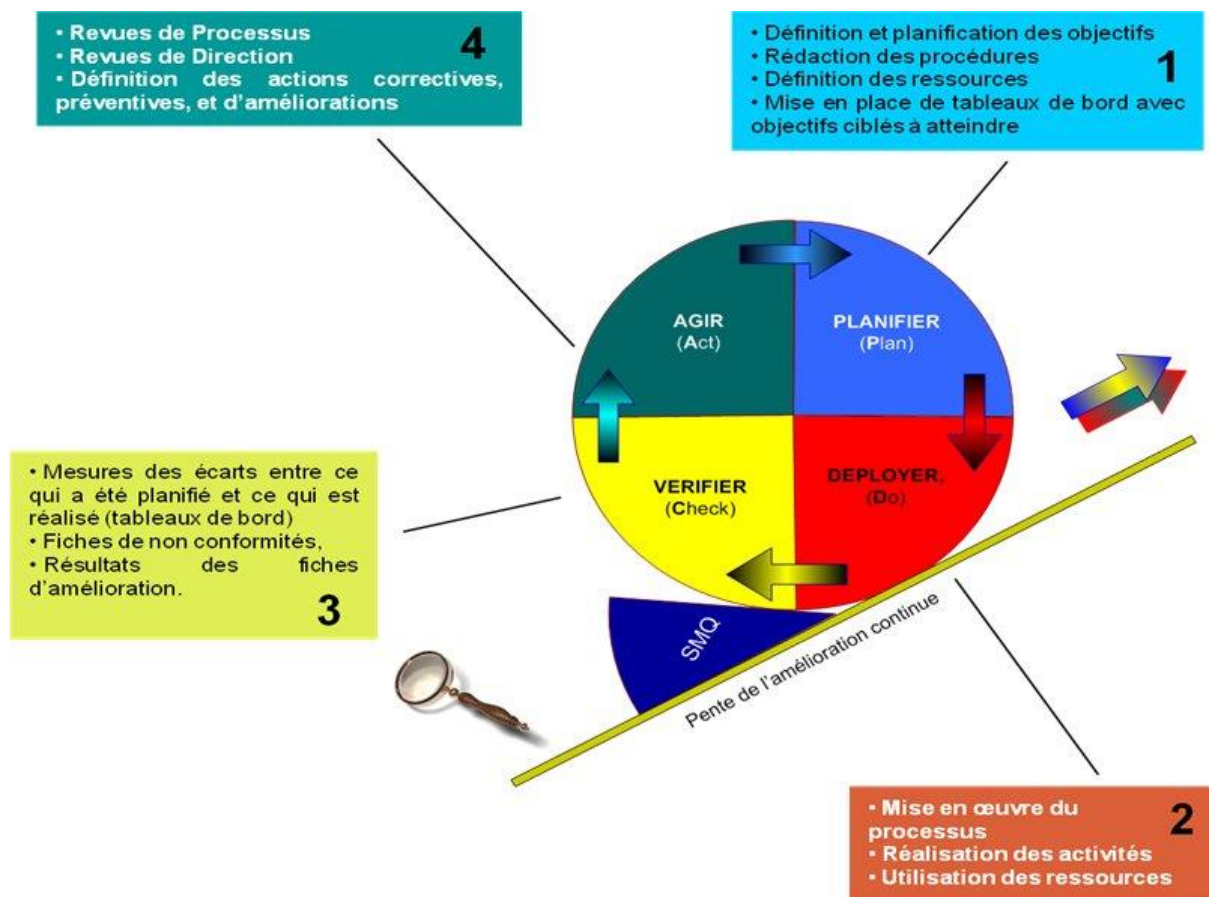 • Revues de Processus
• Revues de Direction
• Définition des actions correctives,
préventives, et d'améliorations
4
• Définition et planification des objectifs
• Rédaction des procédures
• Définition des ressources
• Mise en place de tableaux de bord avec
objectifs ciblés à atteindre
1
AGIR
(Act)
PLANIFIER
(Plan)
• Mesures des écarts entre ce
qui a été planifié et ce qui est
réalisé (tableaux de bord)
• Fiches de non conformités,
• Résultats des fiches
d'amélioration.
3
VERIFIER
(Check)
DEPLOYER,
(Do)
SMQ
Pente de l'amélioration continue
• Mise en œuvre du
processus
• Réalisation des activités
• Utilisation des ressources
2